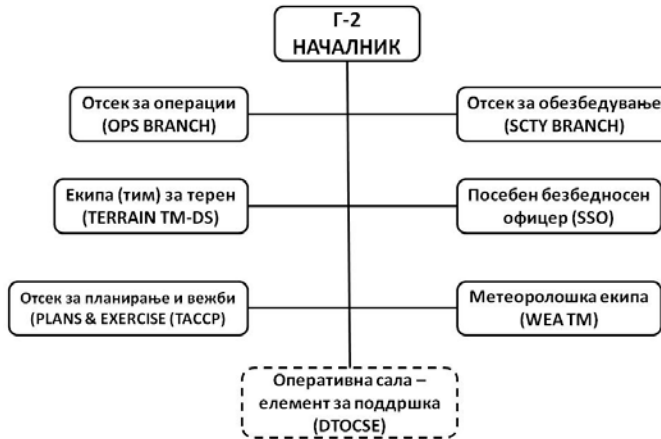 Г-2
НАЧАЛНИК
Отсек за операции
(OPS BRANCH)
Отсек за обезбедување
(SCTY BRANCH)
Екипа (тим) за терен
(TERRAIN TM-DS)
Посебен безбедносен
офицер (SSO)
Отсек за планирање и вежби
(PLANS & EXERCISE (TACCP)
Метеоролошка екипа
(WEA TM)
Оперативна сала –
елемент за поддршка
(DTOCSE)